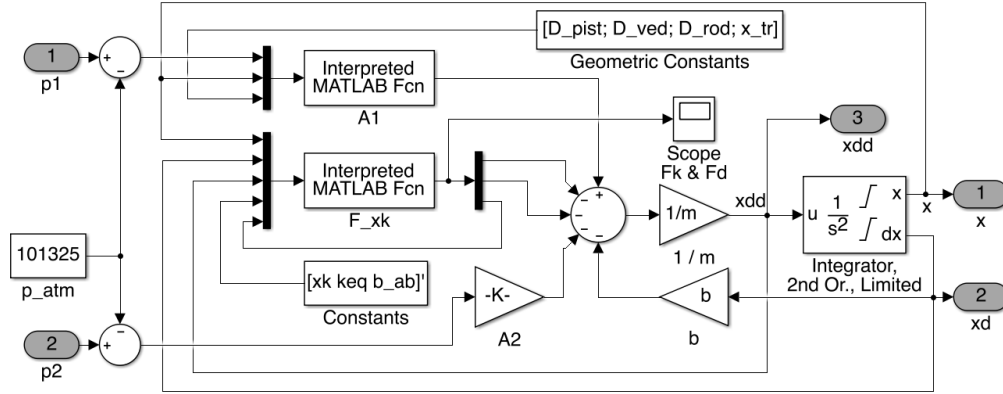 [D_pist; D_ved; D_rod; x_tr]
Geometric Constants
1
p1
+
−
Interpreted
MATLAB Fcn
A1
Scope
Fk & Fd
3
xdd
Interpreted
MATLAB Fcn
F_xk
−
+
−
−
−
1/m
1 / m
xdd
u
1
s2
x
dx
Integrator,
2nd Or., Limited
x
1
x
101325
p_atm
[xk keq b_ab]'
Constants
-K-
A2
b
b
2
xd
−
+
2
p2